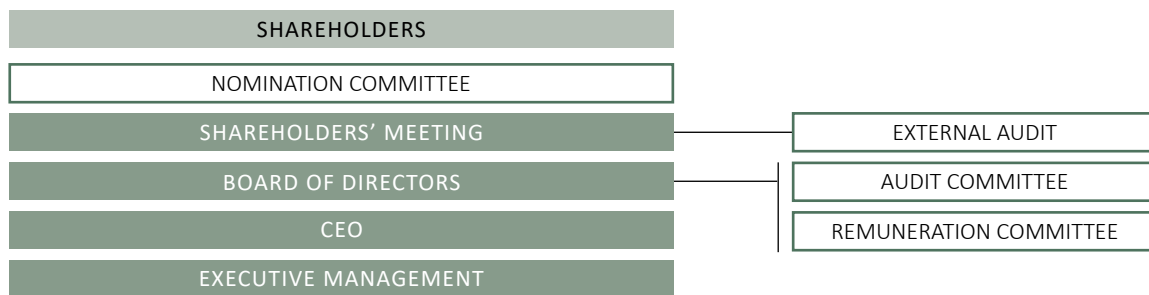 SHAREHOLDERS
NOMINATION COMMITTEE
SHAREHOLDERS’ MEETING
EXTERNAL AUDIT
BOARD OF DIRECTORS
AUDIT COMMITTEE
CEO
REMUNERATION COMMITTEE
EXECUTIVE MANAGEMENT